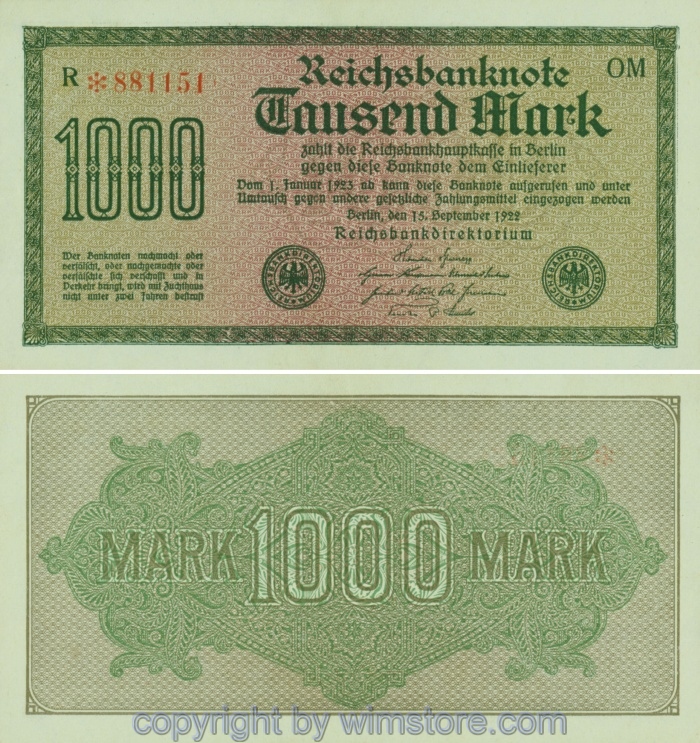 R *881151
Reichsbanknote
OM
Tausend Mark
1000
zahlt die Reichsbankhauptkasse in Berlin
gegen diese Banknote dem Einlieferer
Vom 1. Januar 1923 ab kann diese Banknote aufgerufen und unter
Umtausch gegen andere gesetzliche Zahlungsmittel eingezogen werden
Berlin, den 15. September 1922
Reichsbankdirektorium
Wer Banknoten nachmacht oder
verfälscht, oder nachgemachte oder
verfälschte sich verschafft und in
Verkehr bringt, wird mit Zuchthaus
nicht unter zwei Jahren bestraft
REICHSBANKDIREKTORIUM
REICHSBANKDIREKTORIUM
MARK 1000 MARK
copyright by wimstore.com